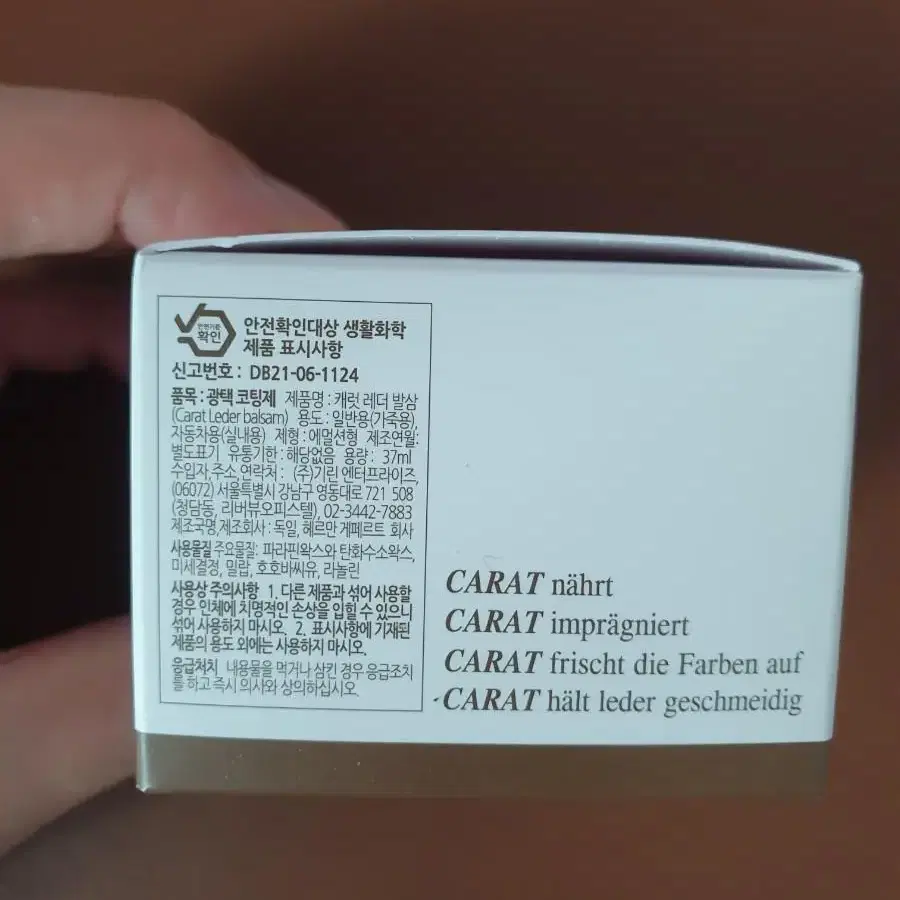 안전기준
확인
안전확인대상 생활화학
제품 표시사항
신고번호 : DB21-06-1124
품목 : 광택 코팅제 제품명 : 캐럿 레더 발삼
(Carat Leder balsam) 용도 : 일반용(가죽용),
자동차용(실내용) 제형 : 에멀션형 제조연월:
별도표기 유통기한 : 해당없음 용량 : 37ml
수입자, 주소, 연락처 : (주)기린 엔터프라이즈,
(06072) 서울특별시 강남구 영동대로 721 508
(청담동, 리버뷰오피스텔), 02-3442-7883
제조국명,제조회사 : 독일, 헤르만 게페르트 회사
사용물질 주요물질: 파라핀왁스와 탄화수소왁스,
미세결정, 밀랍, 호호바씨유, 라놀린
사용상 주의사항 1. 다른 제품과 섞어 사용할
경우 인체에 치명적인 손상을 입힐 수 있으니
섞어 사용하지 마시오. 2. 표시사항에 기재된
제품의 용도 외에는 사용하지 마시오.
응급처치 내용물을 먹거나 삼킨 경우 응급조치
를 하고 즉시 의사와 상의하십시오.
CARAT nährt
CARAT imprägniert
CARAT frischt die Farben auf
CARAT hält leder geschmeidig